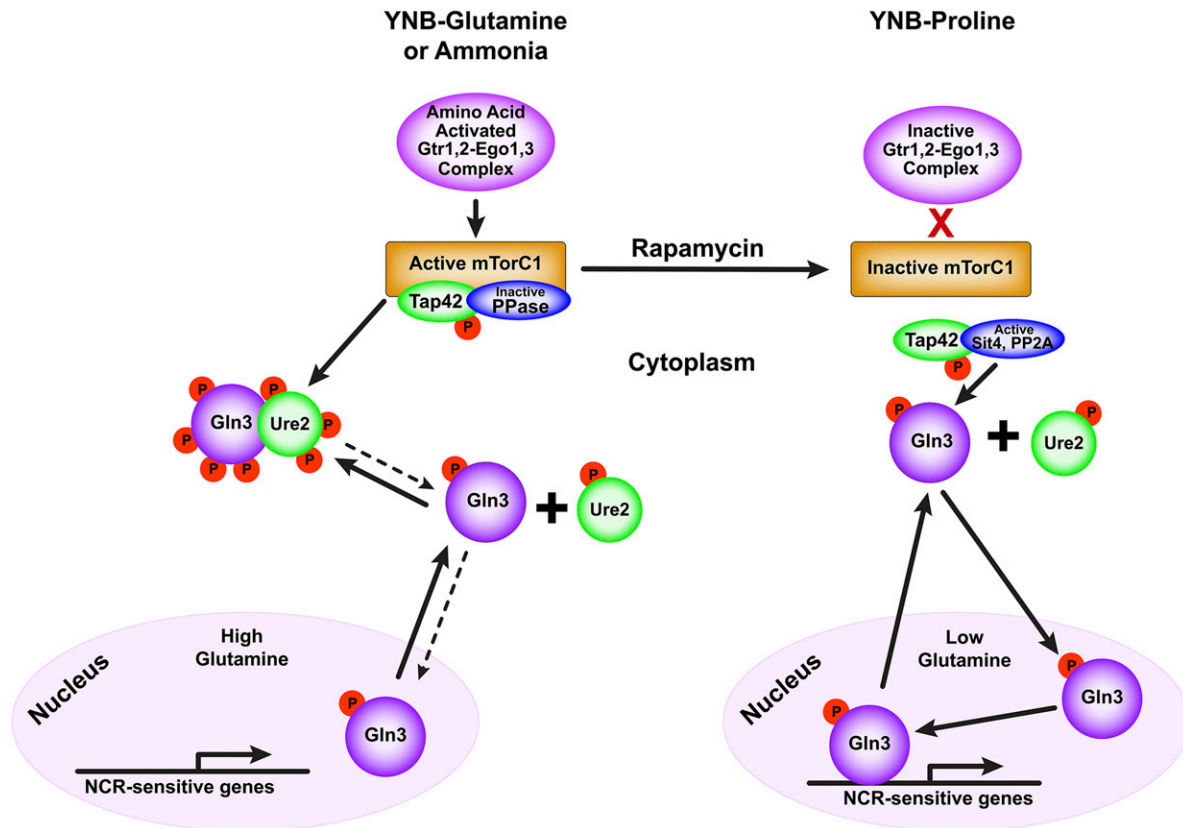 YNB-Glutamine
or Ammonia
YNB-Proline
Amino Acid
Activated
Gtr1,2-Ego1,3
Complex
Inactive
Gtr1,2-Ego1,3
Complex
X
Active mTorC1
Rapamycin
Inactive mTorC1
Tap42
Inactive
PPase
P
Cytoplasm
Tap42
Active
Sit4, PP2A
P
P
P
P
P
P
P
P
Gln3
Ure2
P
Gln3
+
P
Ure2
P
Gln3
+
P
Ure2
Nucleus
High
Glutamine
P
Gln3
NCR-sensitive genes
Nucleus
Low
Glutamine
P
Gln3
P
Gln3
NCR-sensitive genes